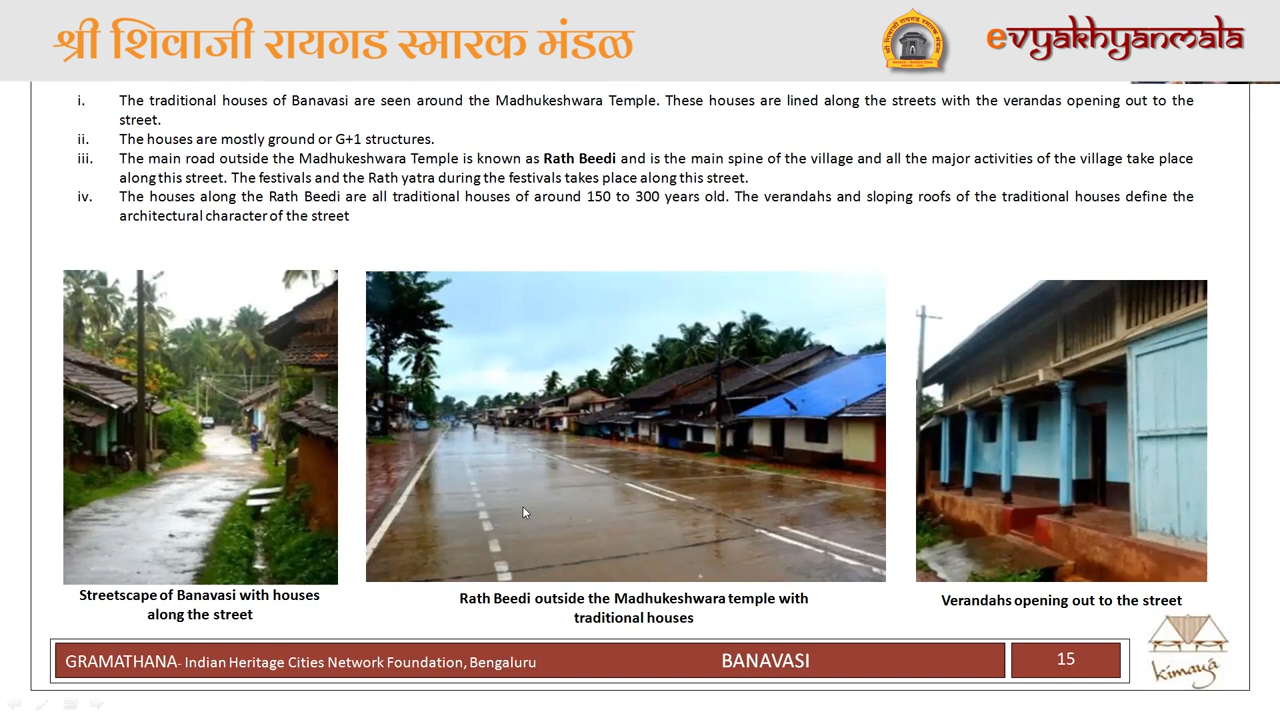 श्री शिवाजी रायगड स्मारक मंडळ
evyakhyanmala
i. The traditional houses of Banavasi are seen around the Madhukeshwara Temple. These houses are lined along the streets with the verandas opening out to the
street.
ii. The houses are mostly ground or G+1 structures.
iii. The main road outside the Madhukeshwara Temple is known as Rath Beedi and is the main spine of the village and all the major activities of the village take place
along this street. The festivals and the Rath yatra during the festivals takes place along this street.
iv. The houses along the Rath Beedi are all traditional houses of around 150 to 300 years old. The verandahs and sloping roofs of the traditional houses define the
architectural character of the street
Streetscape of Banavasi with houses
along the street
Rath Beedi outside the Madhukeshwara temple with
traditional houses
Verandahs opening out to the street
GRAMATHANA- Indian Heritage Cities Network Foundation, Bengaluru
BANAVASI
15
kimayá